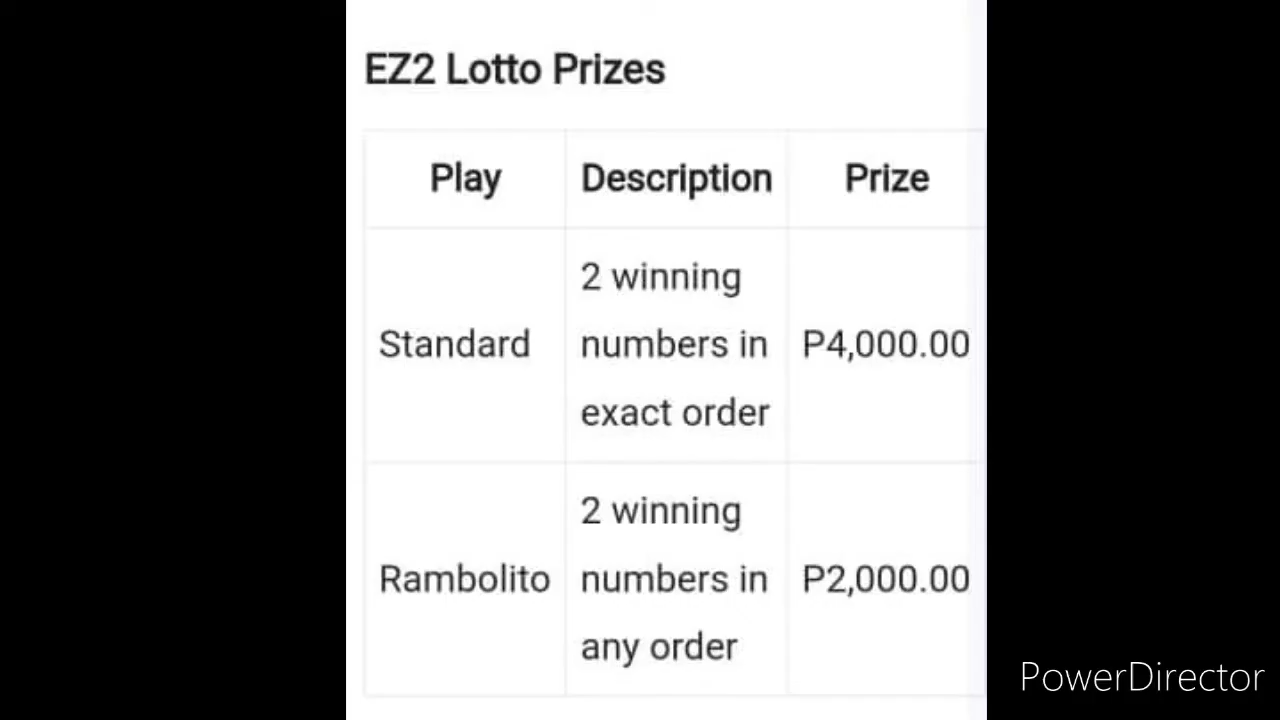 EZ2 Lotto Prizes
Play Description Prize
2 winning
Standard numbers in P4,000.00
exact order
2 winning
Rambolito numbers in P2,000.00
any order
PowerDirector